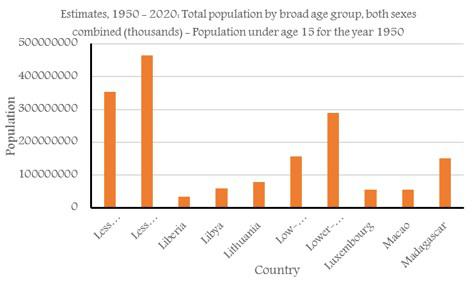 Estimates, 1950 - 2020: Total population by broad age group, both sexes
combined (thousands) - Population under age 15 for the year 1950
500000000
400000000
300000000
200000000
100000000
0
Population
Less...
Less...
Liberia
Libya
Lithuania
Low-...
Lower-...
Luxembourg
Macao
Madagascar
Country